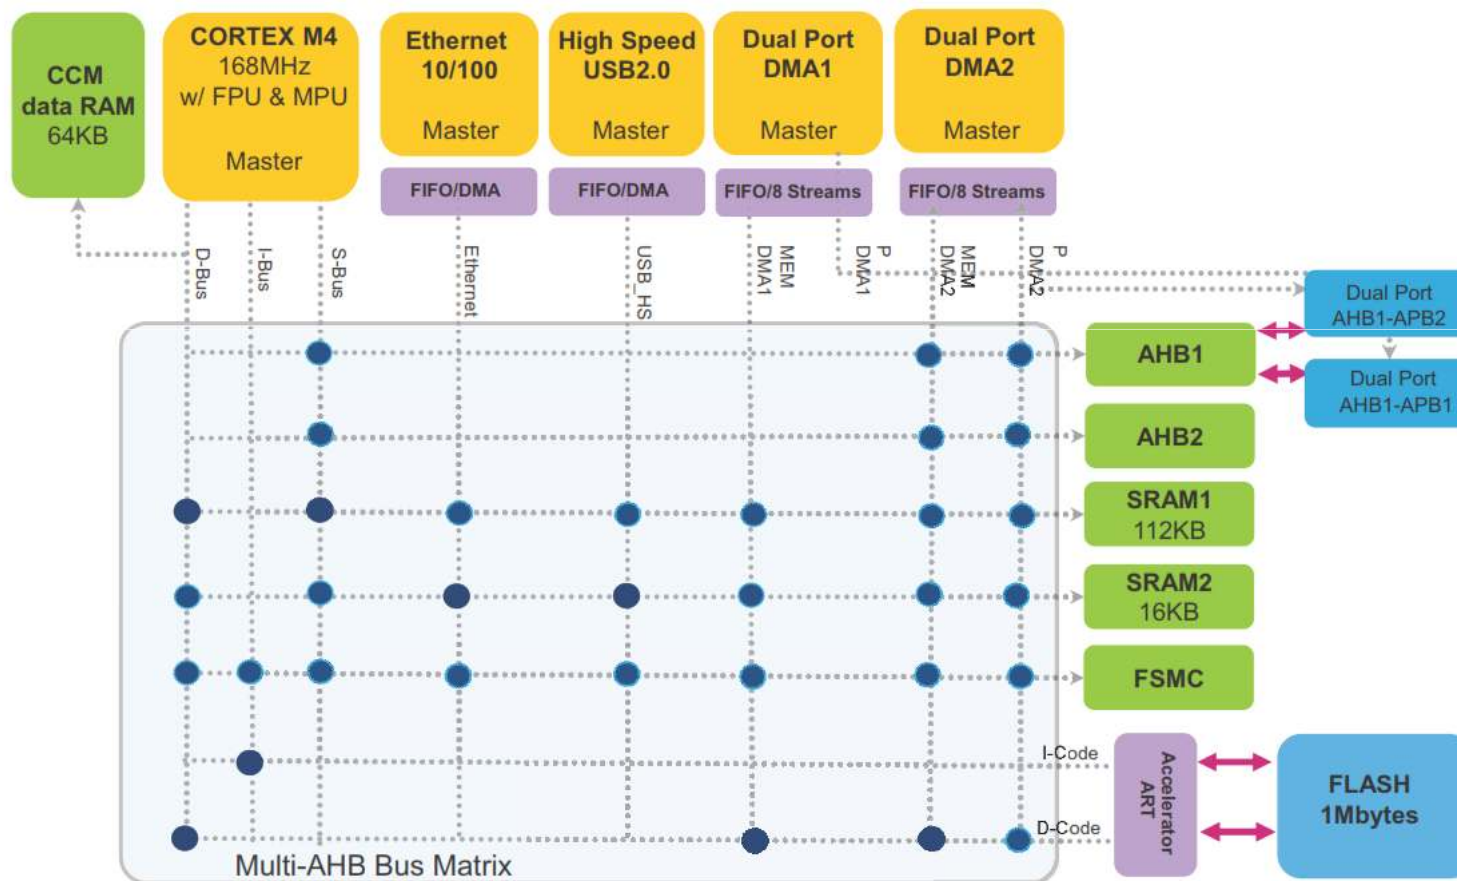 CCM
data RAM
64KB
CORTEX M4
168MHz
w/ FPU & MPU
Master
Ethernet
10/100
Master
High Speed
USB2.0
Master
Dual Port
DMA1
Master
Dual Port
DMA2
Master
FIFO/DMA
FIFO/DMA
FIFO/8 Streams
FIFO/8 Streams
D-Bus
I-Bus
S-Bus
Ethernet
USB_HS
MEM
DMA1
P
DMA1
MEM
DMA2
P
DMA2
Dual Port
AHB1-APB2
Dual Port
AHB1-APB1
AHB1
AHB2
SRAM1
112KB
SRAM2
16KB
FSMC
I-Code
D-Code
Accelerator
ART
FLASH
1Mbytes
Multi-AHB Bus Matrix